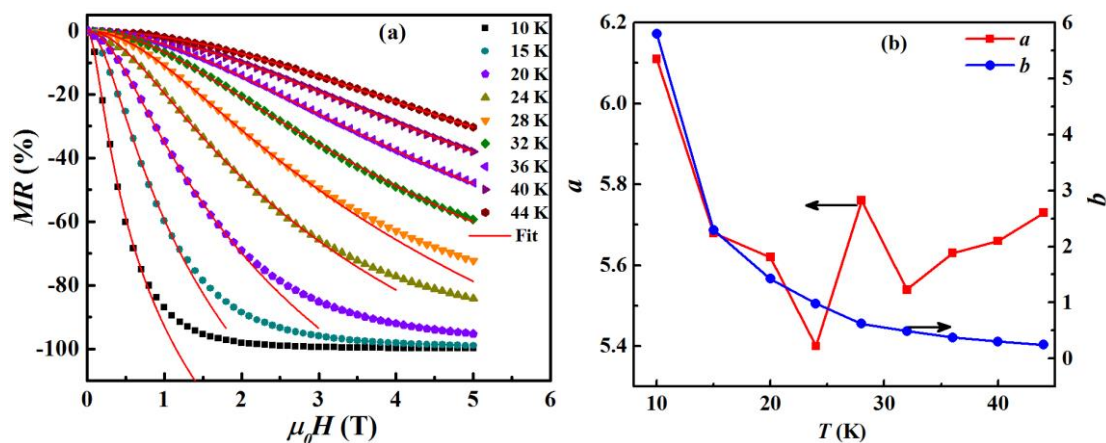 (a)
MR (%)
0
-20
-40
-60
-80
-100
0 1 2 3 4 5
μ₀H (T)
10 K
15 K
20 K
24 K
28 K
32 K
36 K
40 K
44 K
Fit
(b)
a
6.2
6.0
5.8
5.6
5.4
10 20 30 40
T (K)
a
b
6
5
4
3
2
1
0
b